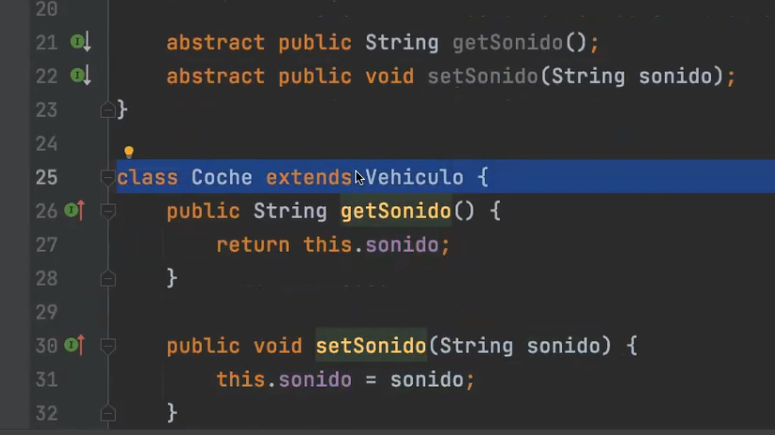 20
21 abstract public String getSonido();
22 abstract public void setSonido(String sonido);
23 }
24
25 class Coche extends Vehiculo {
26 public String getSonido() {
27 return this.sonido;
28 }
29
30 public void setSonido(String sonido) {
31 this.sonido = sonido;
32 }